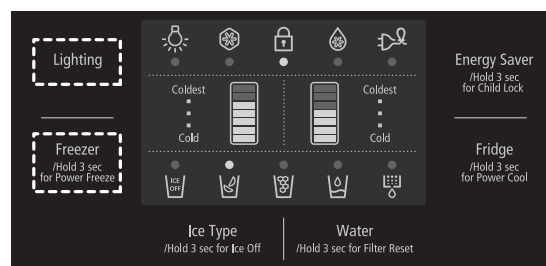 Lighting
Energy Saver
/Hold 3 sec
for Child Lock
Coldest
Coldest
Cold
Cold
Freezer
/Hold 3 sec
for Power Freeze
Fridge
/Hold 3 sec
for Power Cool
ICE
OFF
Ice Type
/Hold 3 sec for Ice Off
Water
/Hold 3 sec for Filter Reset